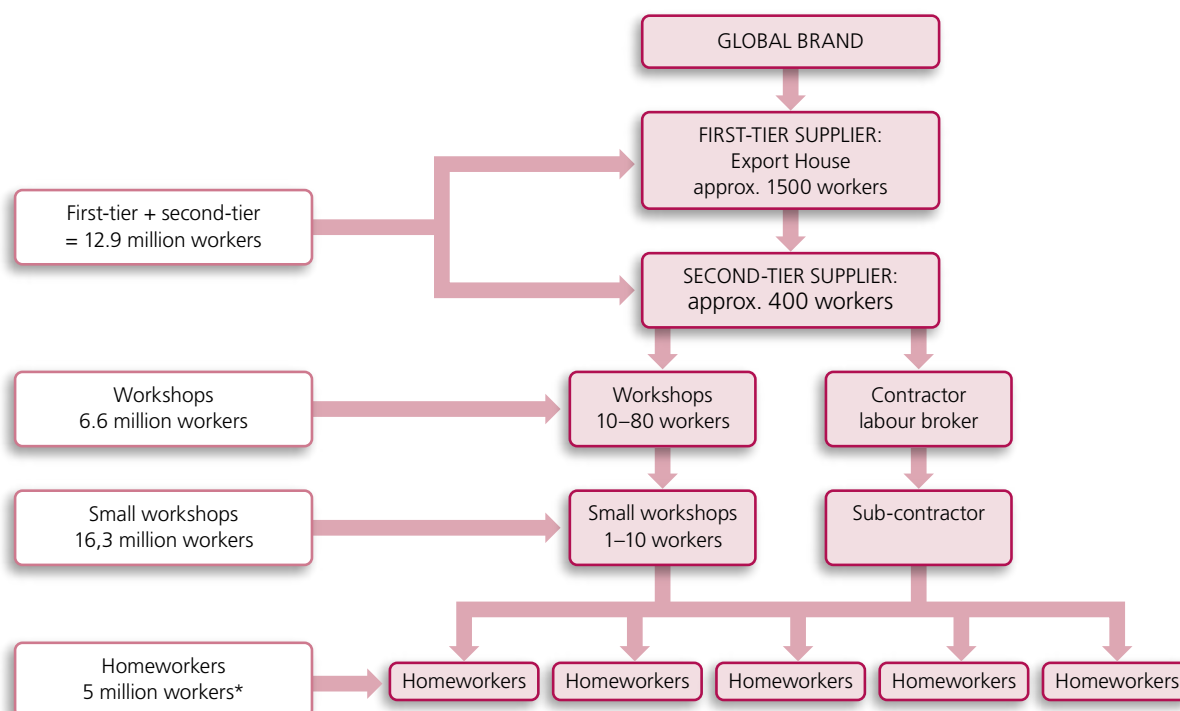 GLOBAL BRAND
FIRST-TIER SUPPLIER:
Export House
approx. 1500 workers
First-tier + second-tier
= 12.9 million workers
SECOND-TIER SUPPLIER:
approx. 400 workers
Workshops
6.6 million workers
Workshops
10–80 workers
Contractor
labour broker
Small workshops
16,3 million workers
Small workshops
1–10 workers
Sub-contractor
Homeworkers
5 million workers*
Homeworkers
Homeworkers
Homeworkers
Homeworkers
Homeworkers